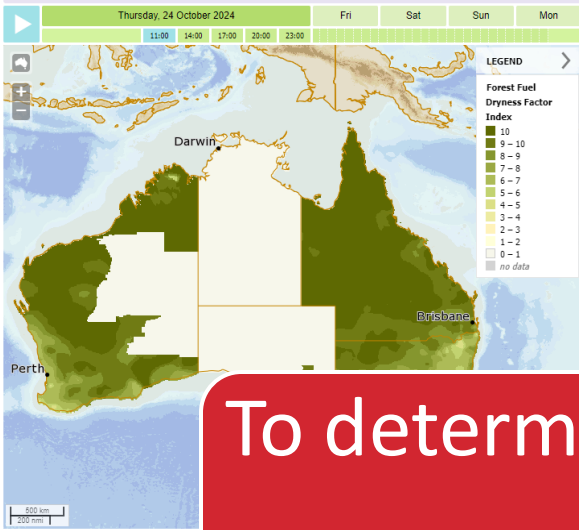 Thursday, 24 October 2024 Fri Sat Sun Mon
11:00 14:00 17:00 20:00 23:00
LEGEND
Forest Fuel
Dryness Factor
Index
10
9 – 10
8 – 9
7 – 8
6 – 7
5 – 6
4 – 5
3 – 4
2 – 3
1 – 2
0 – 1
no data
Darwin
Brisbane
Perth
To determ
500 km
200 nmi